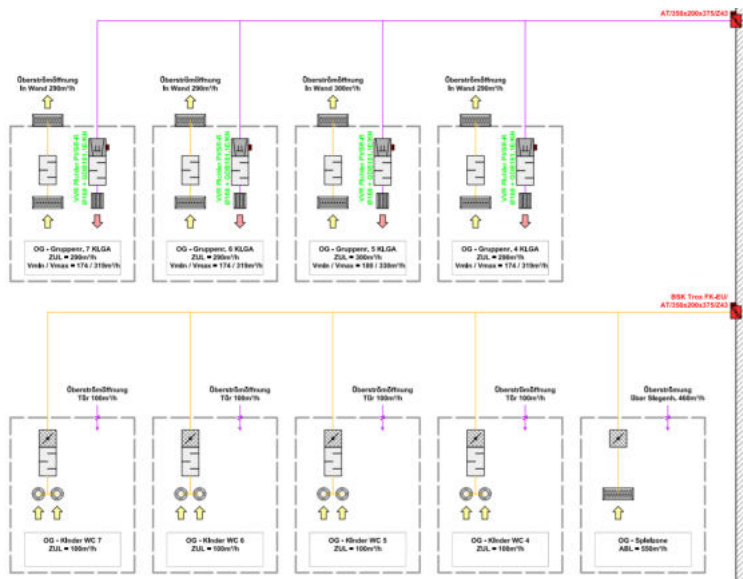 AT/350x200x375/Z43
Überströmöffnung
In Wand 290m³/h
Überströmöffnung
In Wand 290m³/h
Überströmöffnung
In Wand 300m³/h
Überströmöffnung
In Wand 290m³/h
OG - Gruppennr. 7 KLGA
ZUL = 290m³/h
Vmin / Vmax = 174 / 319m³/h
OG - Gruppennr. 6 KLGA
ZUL = 290m³/h
Vmin / Vmax = 174 / 319m³/h
OG - Gruppennr. 5 KLGA
ZUL = 300m³/h
Vmin / Vmax = 180 / 330m³/h
OG - Gruppennr. 4 KLGA
ZUL = 290m³/h
Vmin / Vmax = 174 / 319m³/h
BSK Trox FK-EU/
AT/350x200x375/Z43
Überströmöffnung
Tür 100m³/h
Überströmöffnung
Tür 100m³/h
Überströmöffnung
Tür 100m³/h
Überströmöffnung
Tür 100m³/h
Überströmung
Über Stiegenh. 460m³/h
OG - Kinder WC 7
ZUL = 100m³/h
OG - Kinder WC 6
ZUL = 100m³/h
OG - Kinder WC 5
ZUL = 100m³/h
OG - Kinder WC 4
ZUL = 100m³/h
OG - Spielzone
ABL = 550m³/h